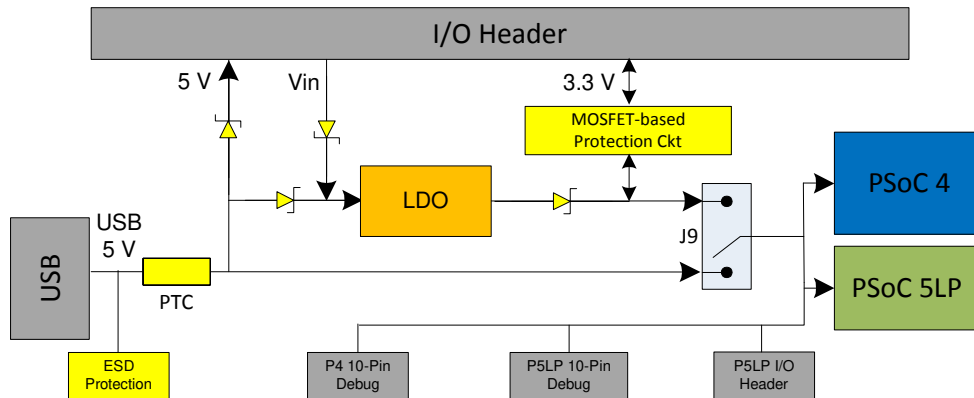 I/O Header
5 V
Vin
3.3 V
MOSFET-based
Protection Ckt
PSoC 4
LDO
J9
USB
USB
5 V
PTC
PSoC 5LP
ESD
Protection
P4 10-Pin
Debug
P5LP 10-Pin
Debug
P5LP I/O
Header